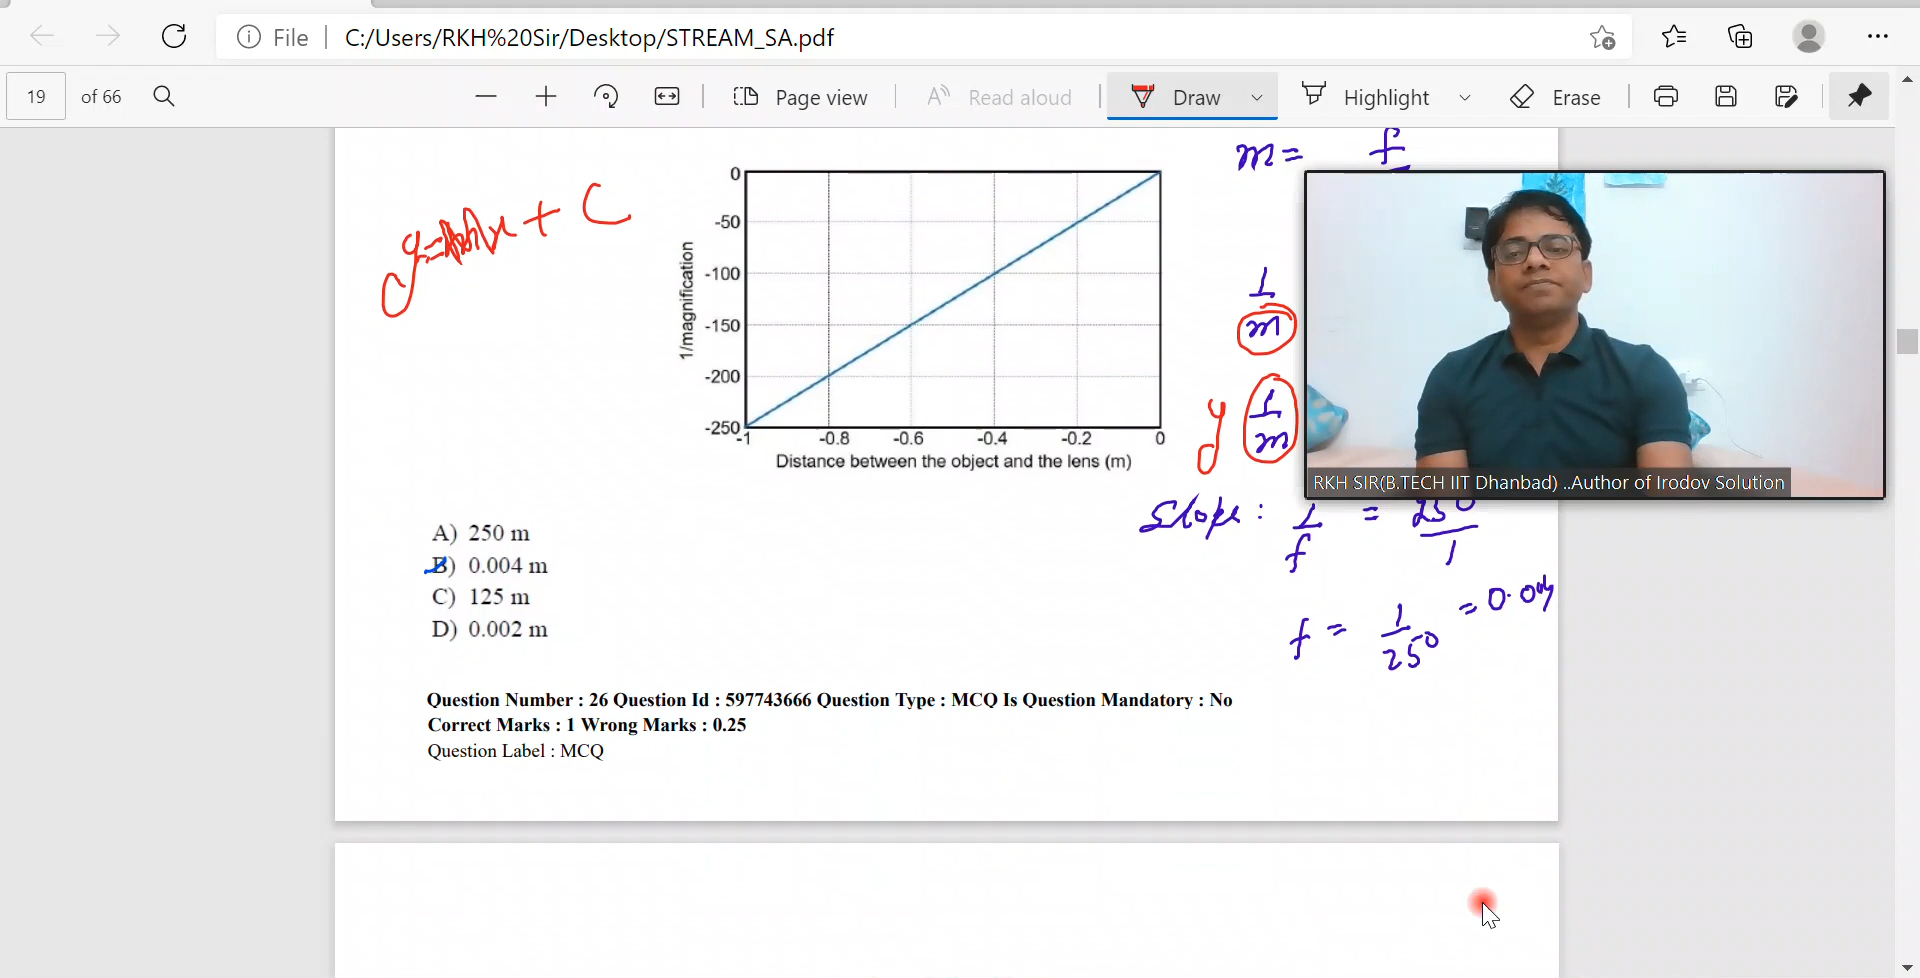 File C:/Users/RKH%20Sir/Desktop/STREAM_SA.pdf
19 of 66 Page view Read aloud Draw Highlight Erase
m = f
y = mx + C
0
-50
-100
-150
-200
-250
1/magnification
-1 -0.8 -0.6 -0.4 -0.2 0
Distance between the object and the lens (m)
1
m
y 1
m
RKH SIR(B.TECH IIT Dhanbad) ..Author of Irodov Solution
Slope : 1/f = 250/1
f = 1/250 = 0.004
A) 250 m
B) 0.004 m
C) 125 m
D) 0.002 m
Question Number : 26 Question Id : 597743666 Question Type : MCQ Is Question Mandatory : No
Correct Marks : 1 Wrong Marks : 0.25
Question Label : MCQ